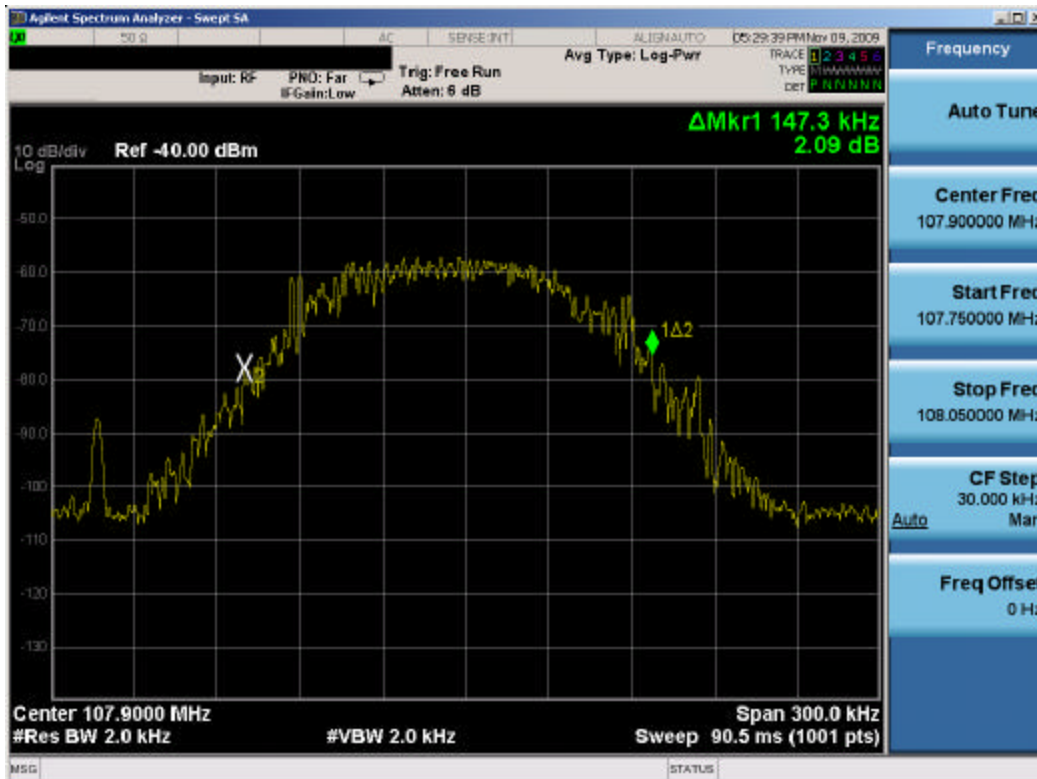 Agilent Spectrum Analyzer - Swept SA
50 Ω AC SENSE:INT ALIGN AUTO 05:29:39 PM Nov 09, 2009
Input: RF PNO: Far Trig: Free Run Avg Type: Log-Pwr TRACE 1 2 3 4 5 6
IFGain:Low Atten: 6 dB TYPE
DET P N N N N N
ΔMkr1 147.3 kHz
2.09 dB
10 dB/div Ref -40.00 dBm
Log
-50.0
-60.0
-70.0
-80.0
-90.0
-100
-110
-120
-130
X2
1Δ2
Center 107.9000 MHz Span 300.0 kHz
#Res BW 2.0 kHz #VBW 2.0 kHz Sweep 90.5 ms (1001 pts)
MSG STATUS
Frequency
Auto Tune
Center Freq
107.900000 MHz
Start Freq
107.750000 MHz
Stop Freq
108.050000 MHz
CF Step
30.000 kHz
Auto Man
Freq Offset
0 Hz